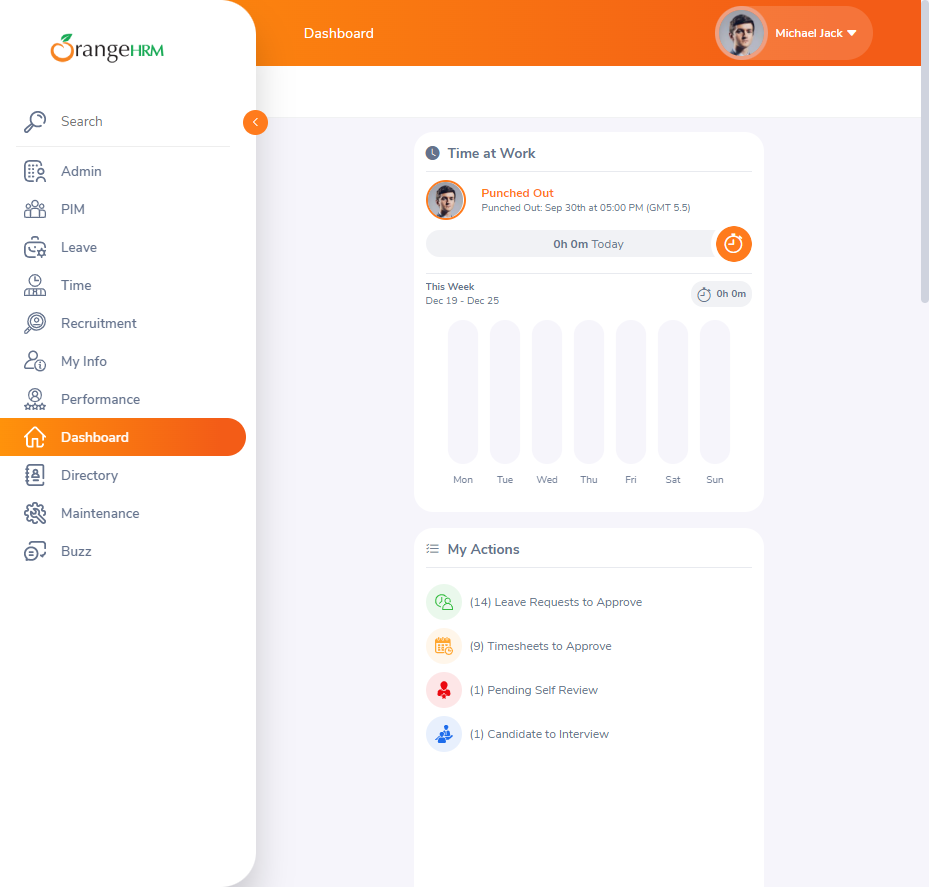 OrangeHRM
Dashboard
Michael Jack
Search
Admin
PIM
Leave
Time
Recruitment
My Info
Performance
Dashboard
Directory
Maintenance
Buzz
Time at Work
Punched Out
Punched Out: Sep 30th at 05:00 PM (GMT 5.5)
0h 0m Today
This Week
Dec 19 - Dec 25
0h 0m
Mon Tue Wed Thu Fri Sat Sun
My Actions
(14) Leave Requests to Approve
(9) Timesheets to Approve
(1) Pending Self Review
(1) Candidate to Interview